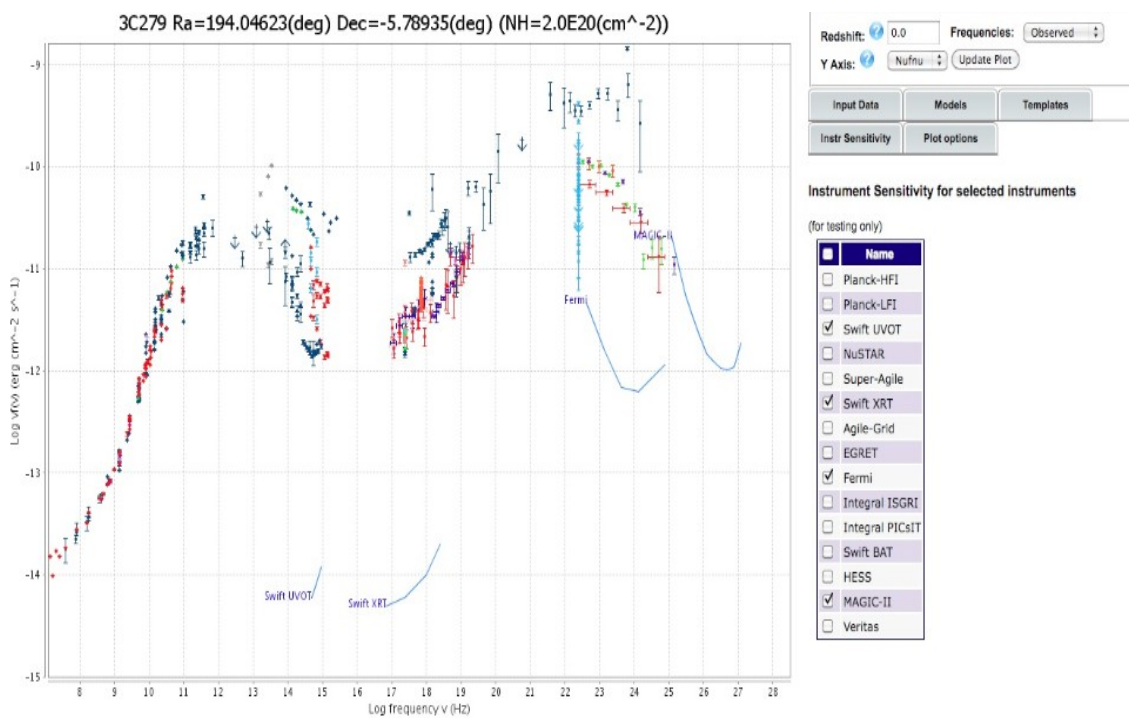 3C279 Ra=194.04623(deg) Dec=-5.78935(deg) (NH=2.0E20(cm^-2))
Redshift: ? 0.0 Frequencies: Observed
Y Axis: ? Nufnu Update Plot
Input Data Models Templates
Instr Sensitivity Plot options
Instrument Sensitivity for selected instruments
(for testing only)
Name
Planck-HFI
Planck-LFI
Swift UVOT
NuSTAR
Super-Agile
Swift XRT
Agile-Grid
EGRET
Fermi
Integral ISGRI
Integral PICsIT
Swift BAT
HESS
MAGIC-II
Veritas
Log νf(ν) (erg cm^-2 s^-1)
-9
-10
-11
-12
-13
-14
-15
MAGIC-II
Fermi
Swift UVOT
Swift XRT
8 9 10 11 12 13 14 15 16 17 18 19 20 21 22 23 24 25 26 27 28
Log frequency ν (Hz)